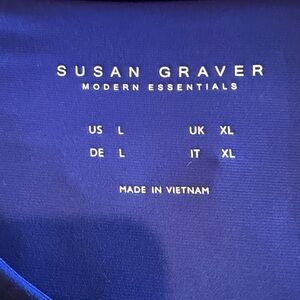 SUSAN GRAVER
MODERN ESSENTIALS
US L UK XL
DE L IT XL
MADE IN VIETNAM